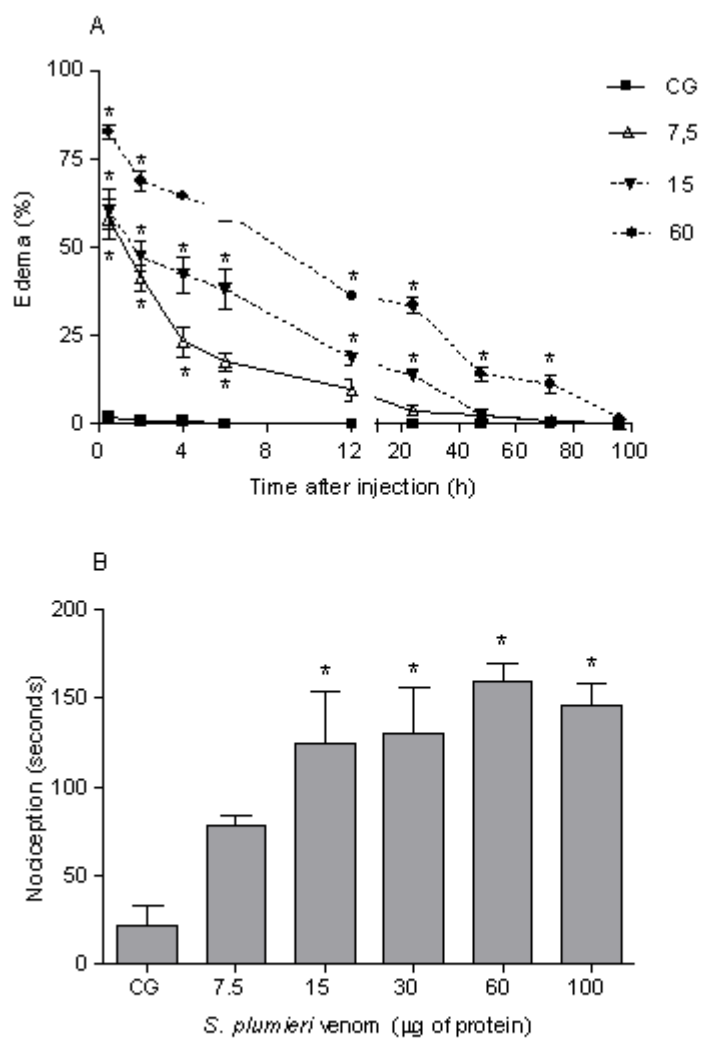 A
100
75
50
25
0
Edema (%)
* * * * * * * * * * * * * * * * * *
0 4 8 12 20 40 60 80 100
Time after injection (h)
CG
7,5
15
60
B
200
150
100
50
0
Nociception (seconds)
* * * *
CG 7.5 15 30 60 100
S. plumieri venom (µg of protein)